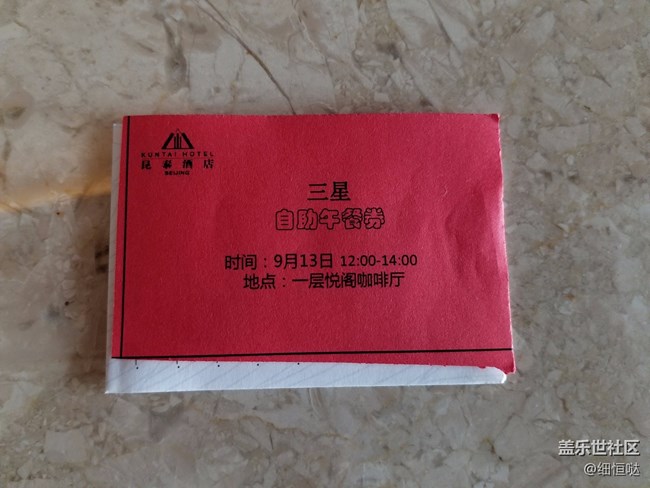 KUNTAI HOTEL
昆泰酒店
BEIJING
三星
自助午餐券
时间：9月13日 12:00-14:00
地点：一层悦阁咖啡厅
盖乐世社区
@细恒哒